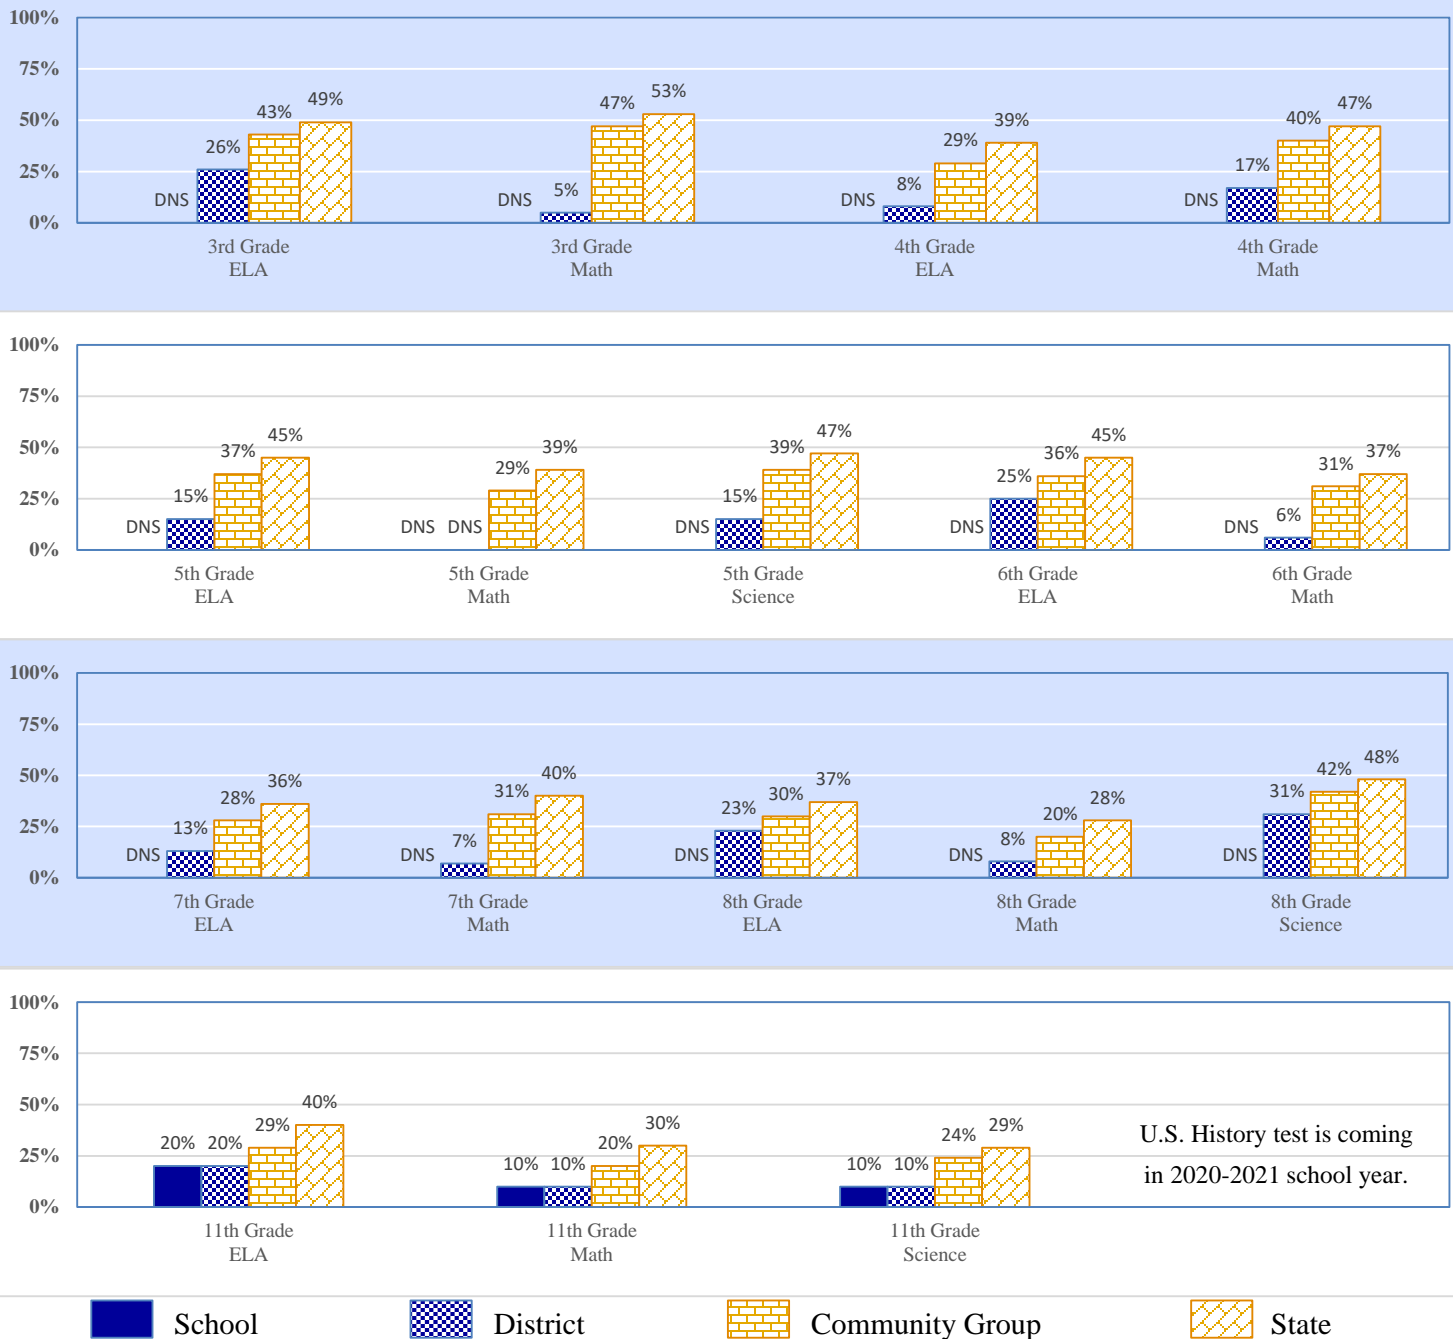 100%
75%
50%
25%
0%
DNS 26% 43% 49%
DNS 5% 47% 53%
DNS 8% 29% 39%
DNS 17% 40% 47%
3rd Grade
ELA
3rd Grade
Math
4th Grade
ELA
4th Grade
Math
100%
75%
50%
25%
0%
DNS 15% 37% 45%
DNS DNS 29% 39%
DNS 15% 39% 47%
DNS 25% 36% 45%
DNS 6% 31% 37%
5th Grade
ELA
5th Grade
Math
5th Grade
Science
6th Grade
ELA
6th Grade
Math
100%
75%
50%
25%
0%
DNS 13% 28% 36%
DNS 7% 31% 40%
DNS 23% 30% 37%
DNS 8% 20% 28%
DNS 31% 42% 48%
7th Grade
ELA
7th Grade
Math
8th Grade
ELA
8th Grade
Math
8th Grade
Science
100%
75%
50%
25%
0%
20% 20% 29% 40%
10% 10% 20% 30%
10% 10% 24% 29%
U.S. History test is coming
in 2020-2021 school year.
11th Grade
ELA
11th Grade
Math
11th Grade
Science
School District Community Group State